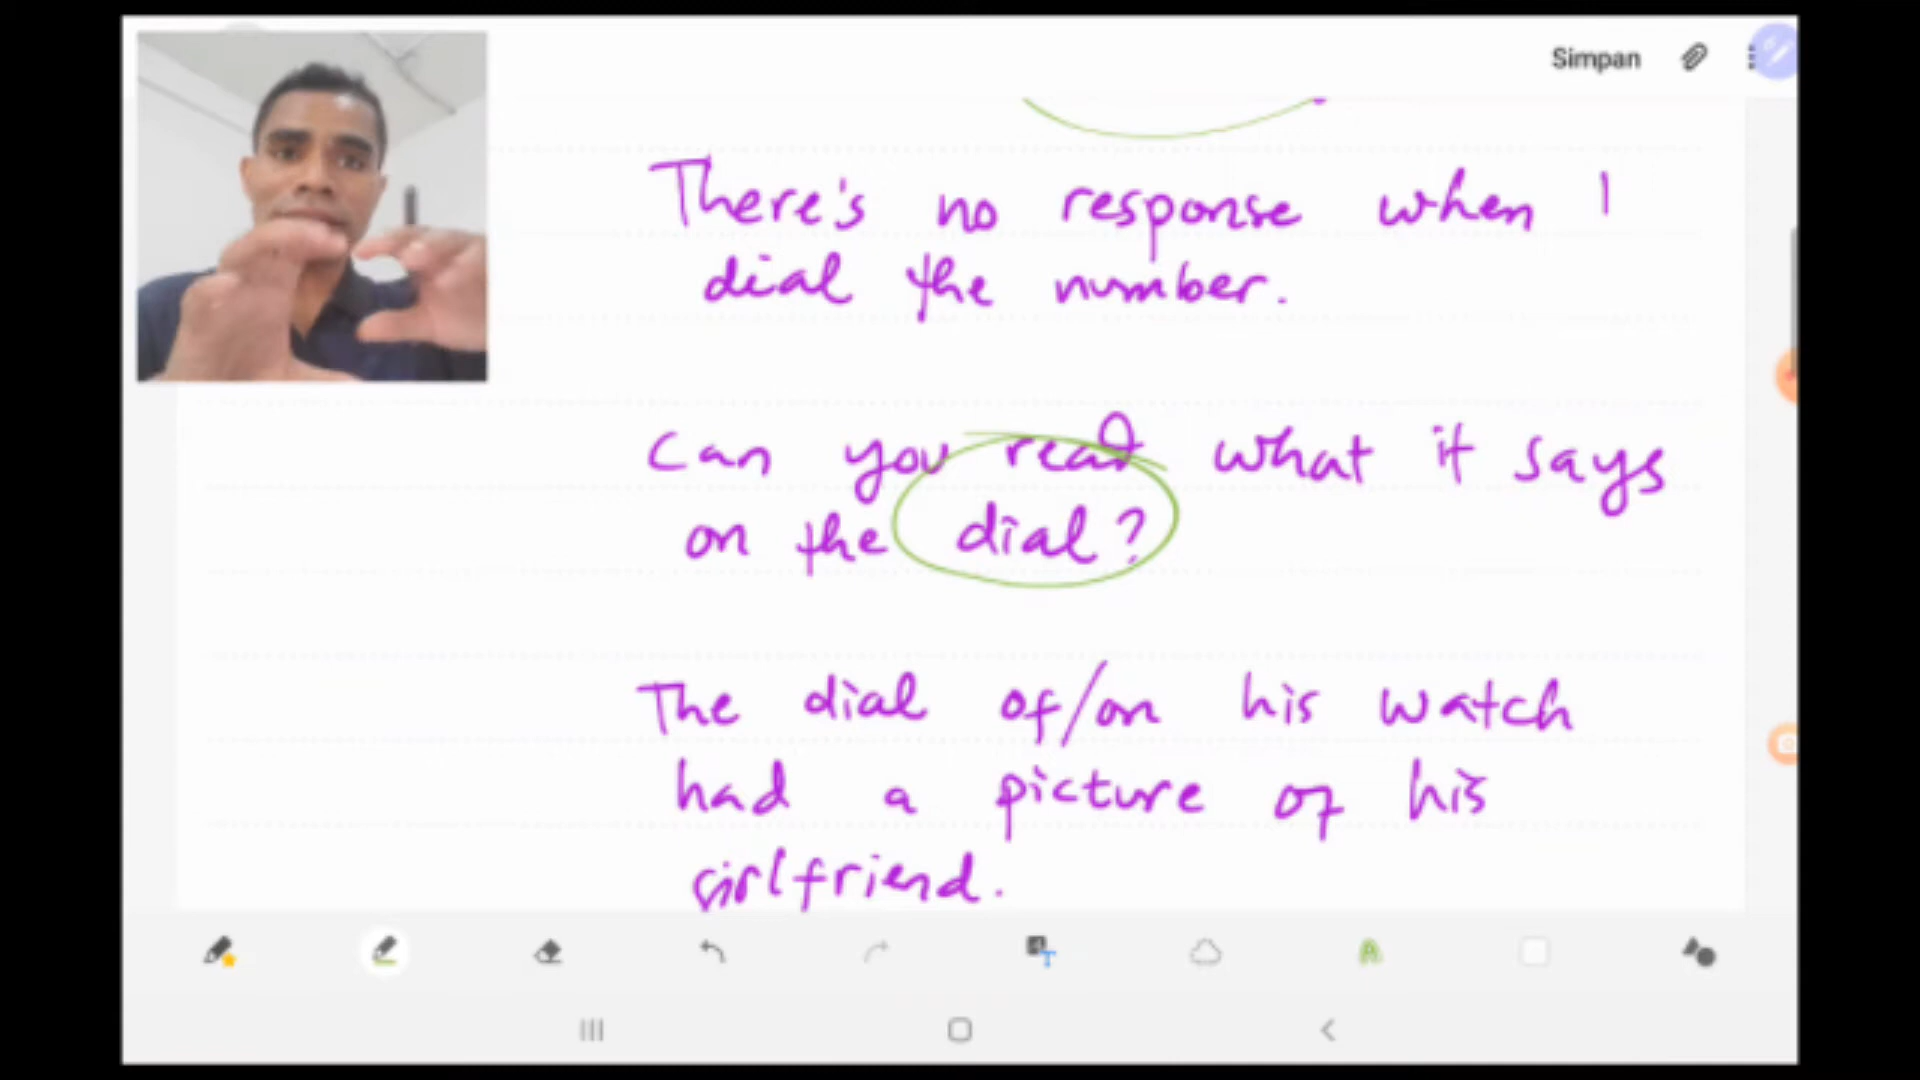 Simpan
There's no response when I
dial the number.
Can you read what it says
on the dial?
The dial of/on his watch
had a picture of his
girlfriend.